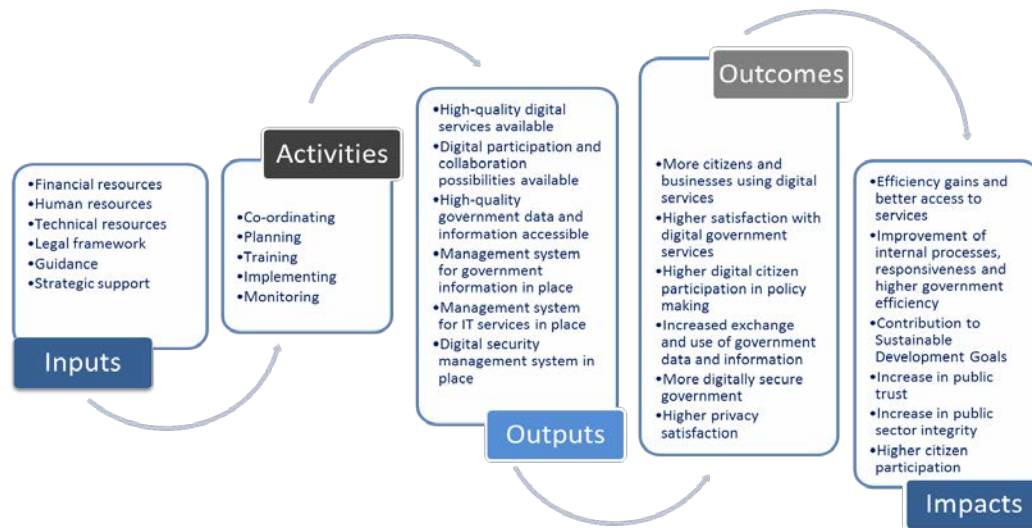 •Financial resources
•Human resources
•Technical resources
•Legal framework
•Guidance
•Strategic support
Inputs
Activities
•Co-ordinating
•Planning
•Training
•Implementing
•Monitoring
•High-quality digital
services available
•Digital participation and
collaboration
possibilities available
•High-quality
government data and
information accessible
•Management system
for government
information in place
•Management system
for IT services in place
•Digital security
management system in
place
Outputs
Outcomes
•More citizens and
businesses using digital
services
•Higher satisfaction with
digital government
services
•Higher digital citizen
participation in policy
making
•Increased exchange
and use of government
data and information
•More digitally secure
government
•Higher privacy
satisfaction
•Efficiency gains and
better access to
services
•Improvement of
internal processes,
responsiveness and
higher government
efficiency
•Contribution to
Sustainable
Development Goals
•Increase in public
trust
•Increase in public
sector integrity
•Higher citizen
participation
Impacts